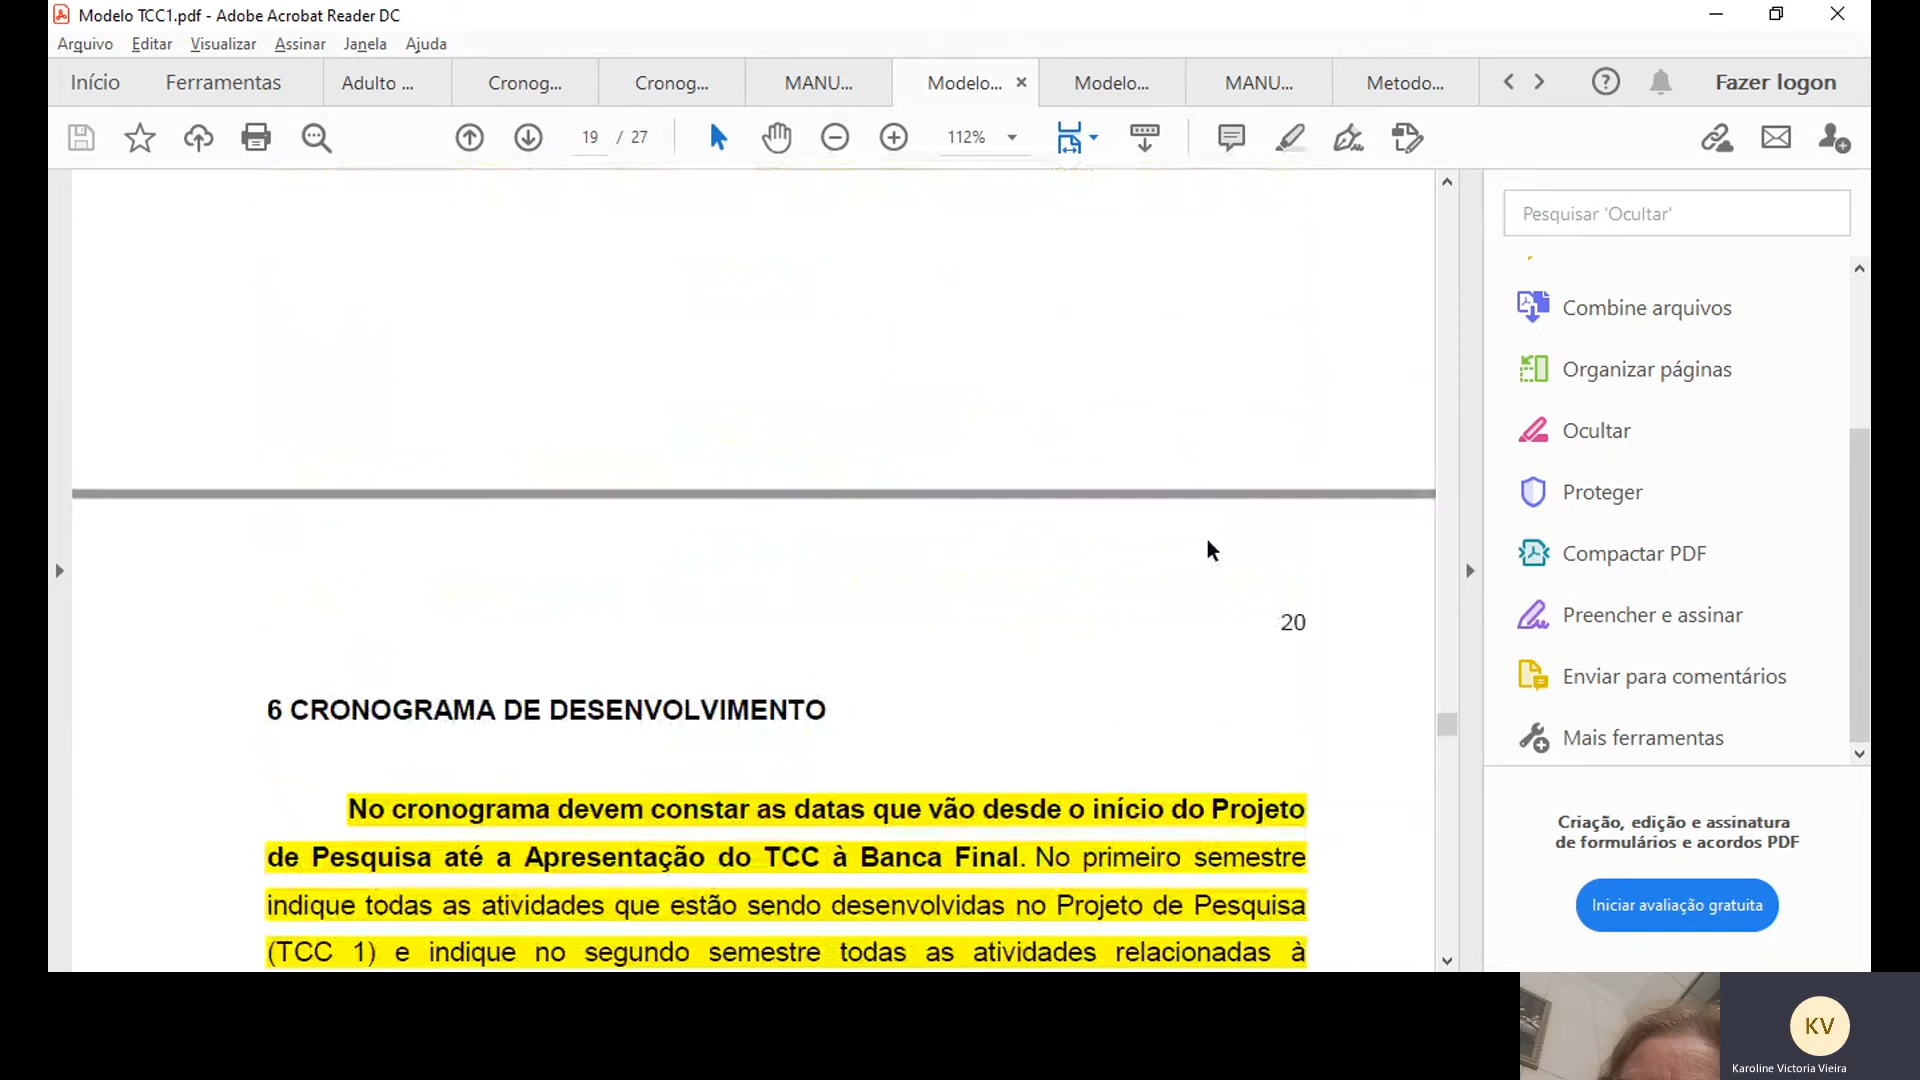 Modelo TCC1.pdf - Adobe Acrobat Reader DC
Arquivo Editar Visualizar Assinar Janela Ajuda
Início Ferramentas Adulto ... Cronog... Cronog... MANU... Modelo... Modelo... MANU... Metodo... Fazer logon
19 / 27 112%
Pesquisar 'Ocultar'
Combine arquivos
Organizar páginas
Ocultar
Proteger
Compactar PDF
Preencher e assinar
Enviar para comentários
Mais ferramentas
Criação, edição e assinatura
de formulários e acordos PDF
Iniciar avaliação gratuita
20
6 CRONOGRAMA DE DESENVOLVIMENTO
No cronograma devem constar as datas que vão desde o início do Projeto
de Pesquisa até a Apresentação do TCC à Banca Final. No primeiro semestre
indique todas as atividades que estão sendo desenvolvidas no Projeto de Pesquisa
(TCC 1) e indique no segundo semestre todas as atividades relacionadas à
KV
Karoline Victoria Vieira